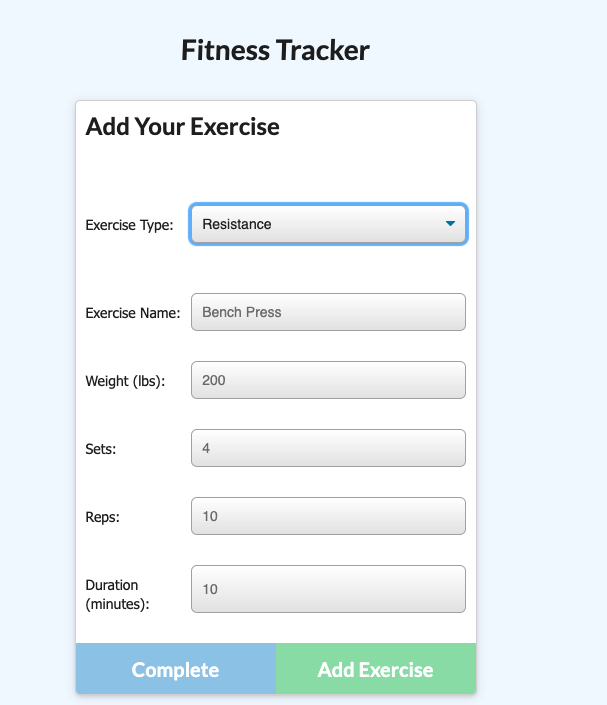 Fitness Tracker
Add Your Exercise
Exercise Type: Resistance
Exercise Name: Bench Press
Weight (lbs): 200
Sets: 4
Reps: 10
Duration
(minutes): 10
Complete Add Exercise